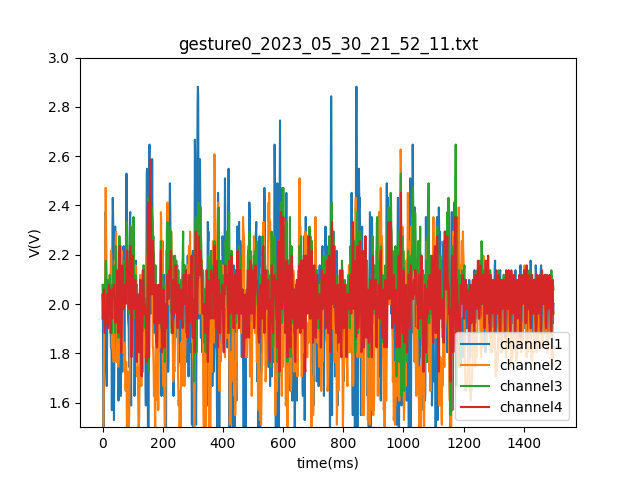 gesture0_2023_05_30_21_52_11.txt
3.0
2.8
2.6
2.4
2.2
2.0
1.8
1.6
V(V)
channel1
channel2
channel3
channel4
0 200 400 600 800 1000 1200 1400
time(ms)